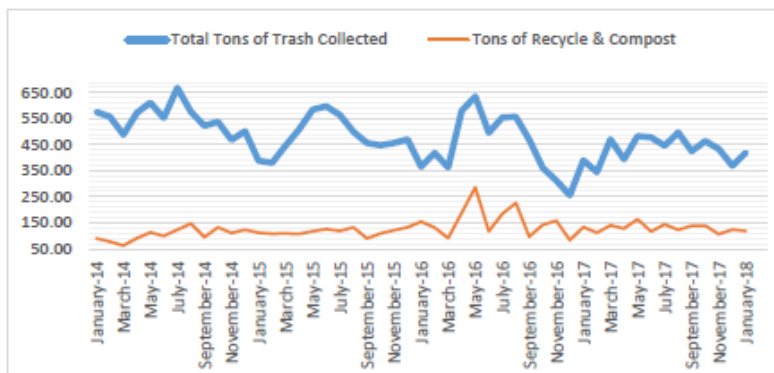 Total Tons of Trash Collected Tons of Recycle & Compost
650.00
550.00
450.00
350.00
250.00
150.00
50.00
January-14
March-14
May-14
July-14
September-14
November-14
January-15
March-15
May-15
July-15
September-15
November-15
January-16
March-16
May-16
July-16
September-16
November-16
January-17
March-17
May-17
July-17
September-17
November-17
January-18